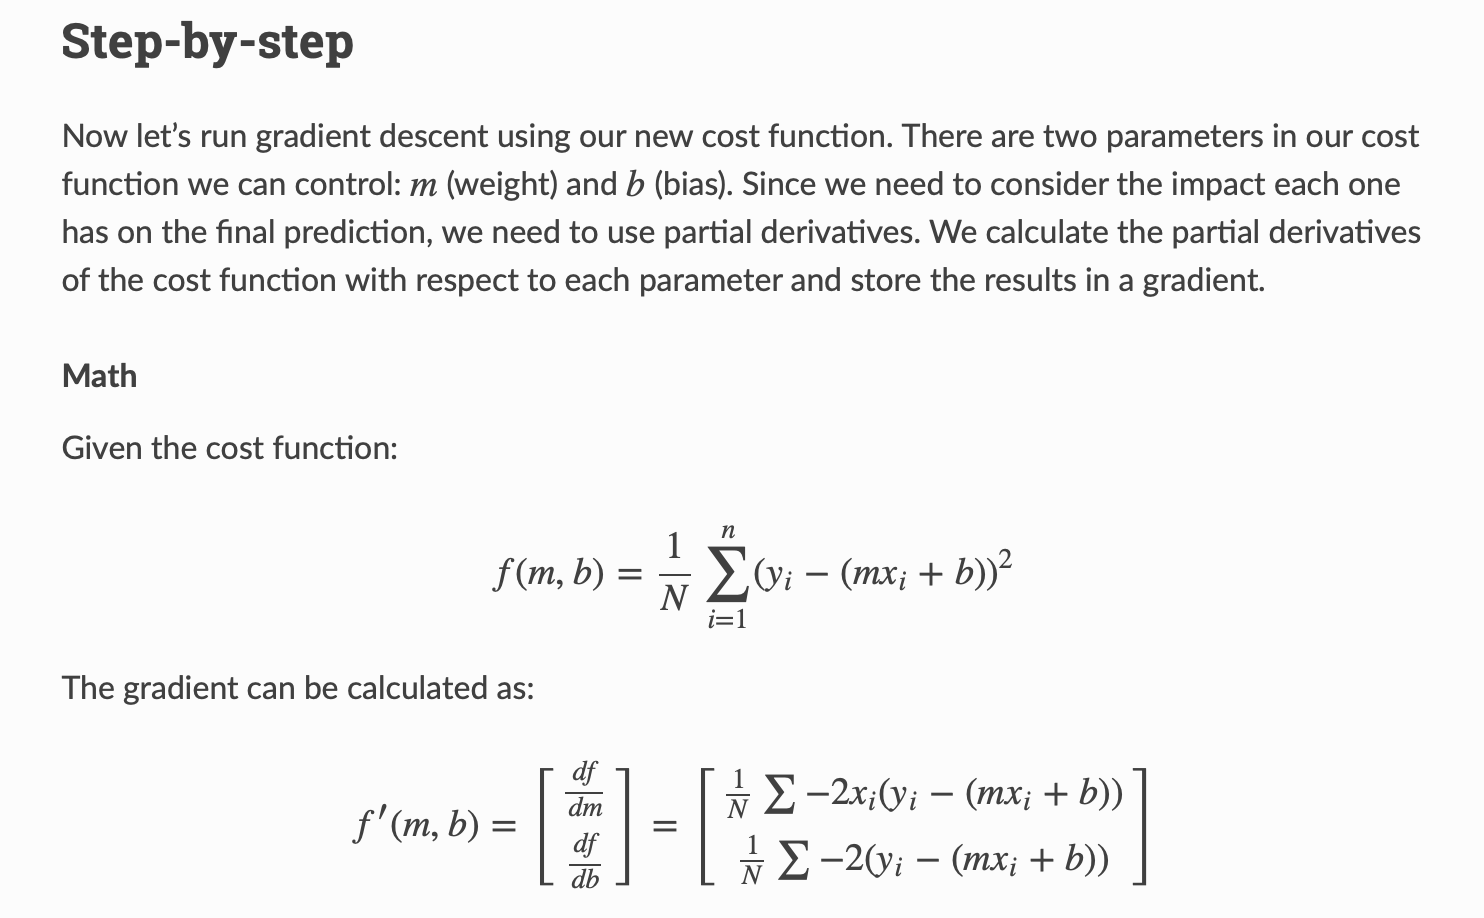 Step-by-step
Now let’s run gradient descent using our new cost function. There are two parameters in our cost
function we can control: m (weight) and b (bias). Since we need to consider the impact each one
has on the final prediction, we need to use partial derivatives. We calculate the partial derivatives
of the cost function with respect to each parameter and store the results in a gradient.
Math
Given the cost function:
f(m, b) = \frac{1}{N} \sum_{i=1}^{n} (y_i − (mx_i + b))^2
The gradient can be calculated as:
f′(m, b) = \begin{bmatrix} \frac{df}{dm} \\ \frac{df}{db} \end{bmatrix} = \begin{bmatrix} \frac{1}{N} \sum −2x_i(y_i − (mx_i + b)) \\ \frac{1}{N} \sum −2(y_i − (mx_i + b)) \end{bmatrix}